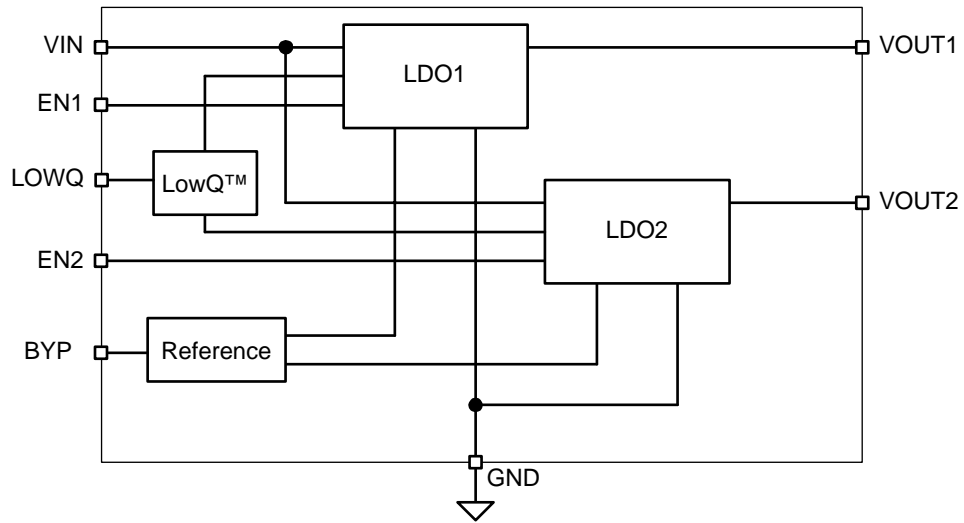 VIN
LDO1
VOUT1
EN1
LOWQ
LowQ™
VOUT2
LDO2
EN2
BYP
Reference
GND